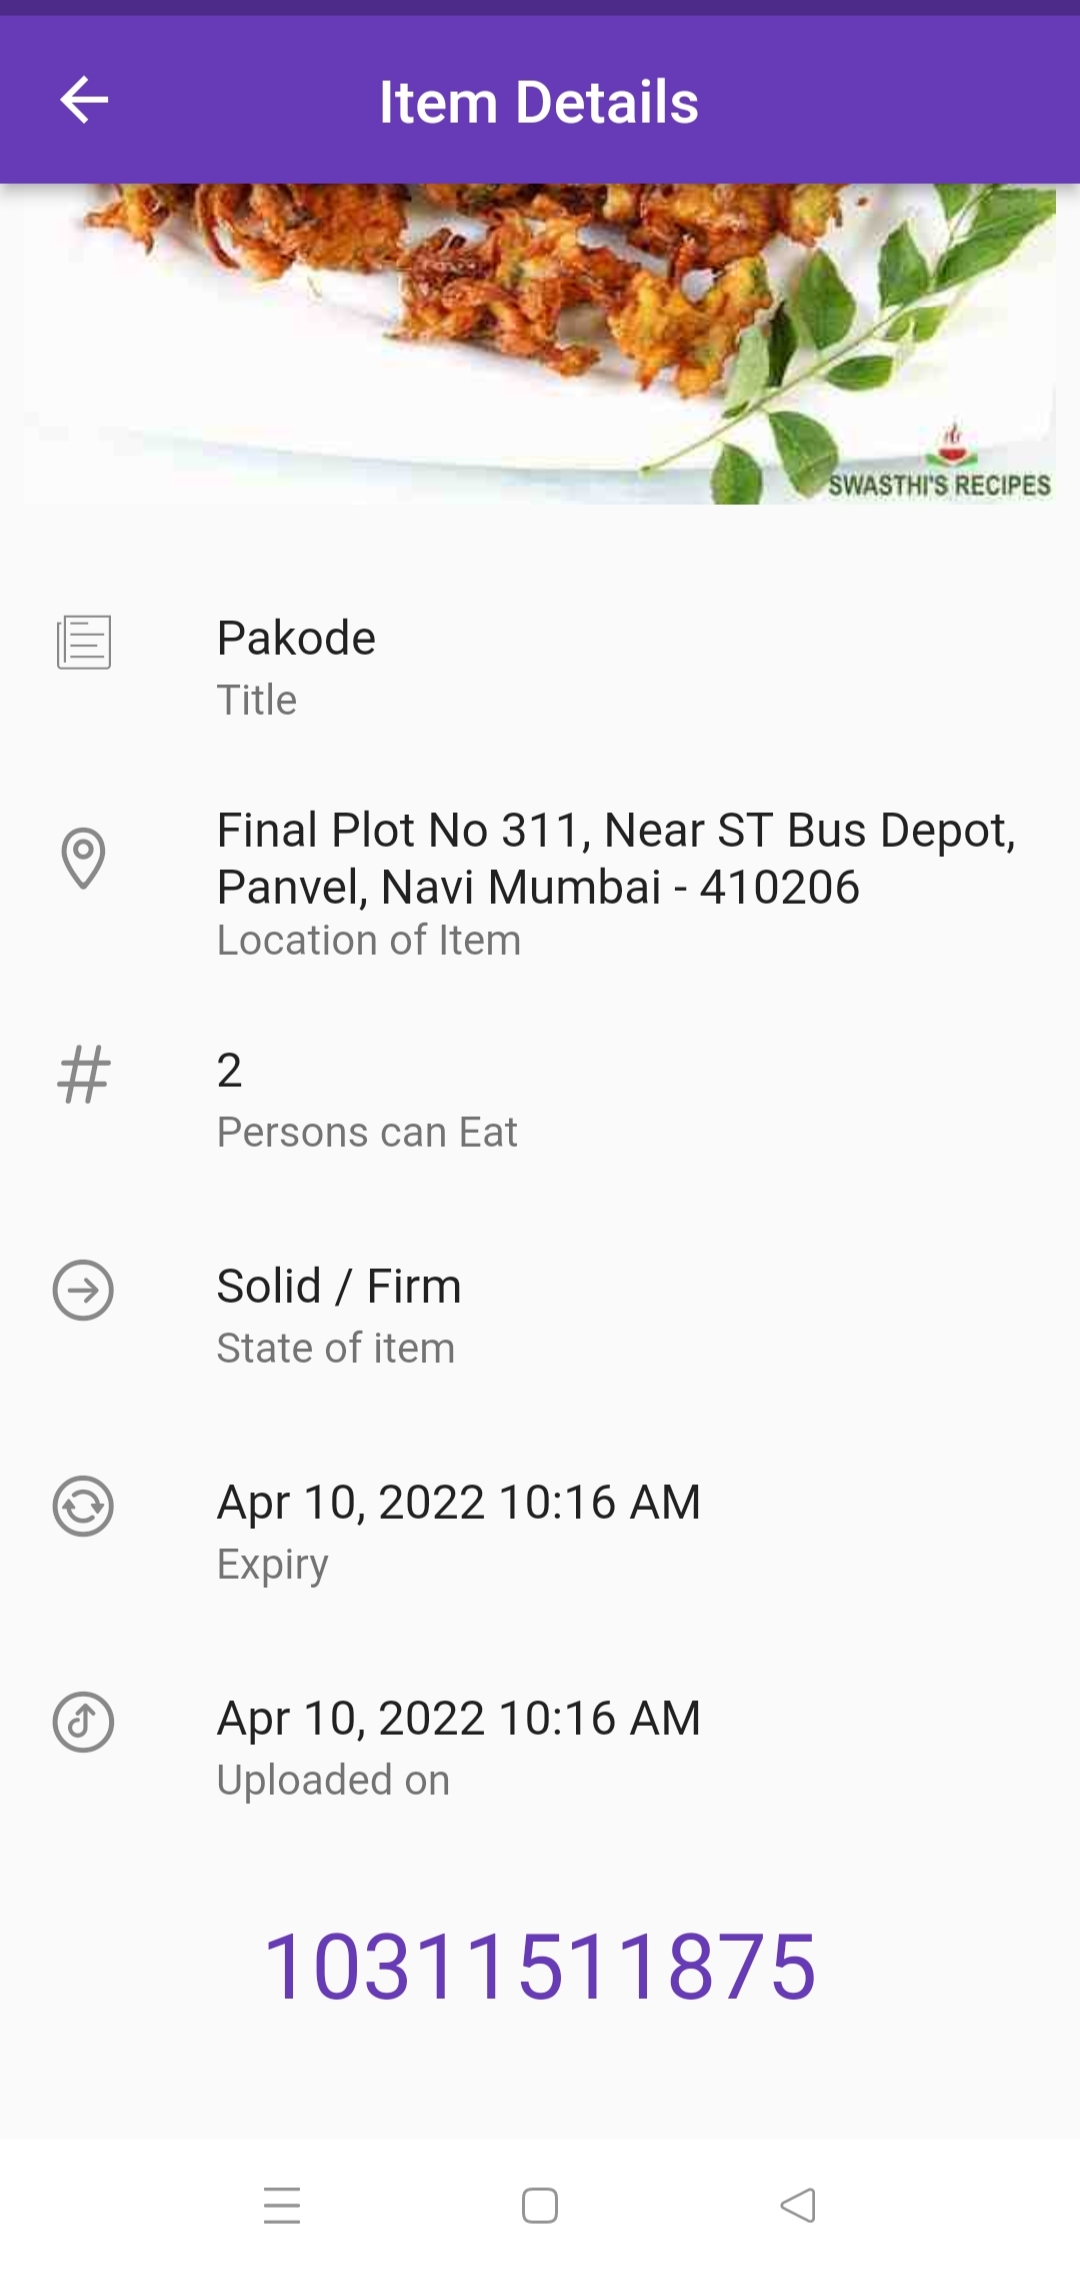 Item Details
SWASTHI'S RECIPES
Pakode
Title
Final Plot No 311, Near ST Bus Depot,
Panvel, Navi Mumbai - 410206
Location of Item
2
Persons can Eat
Solid / Firm
State of item
Apr 10, 2022 10:16 AM
Expiry
Apr 10, 2022 10:16 AM
Uploaded on
10311511875